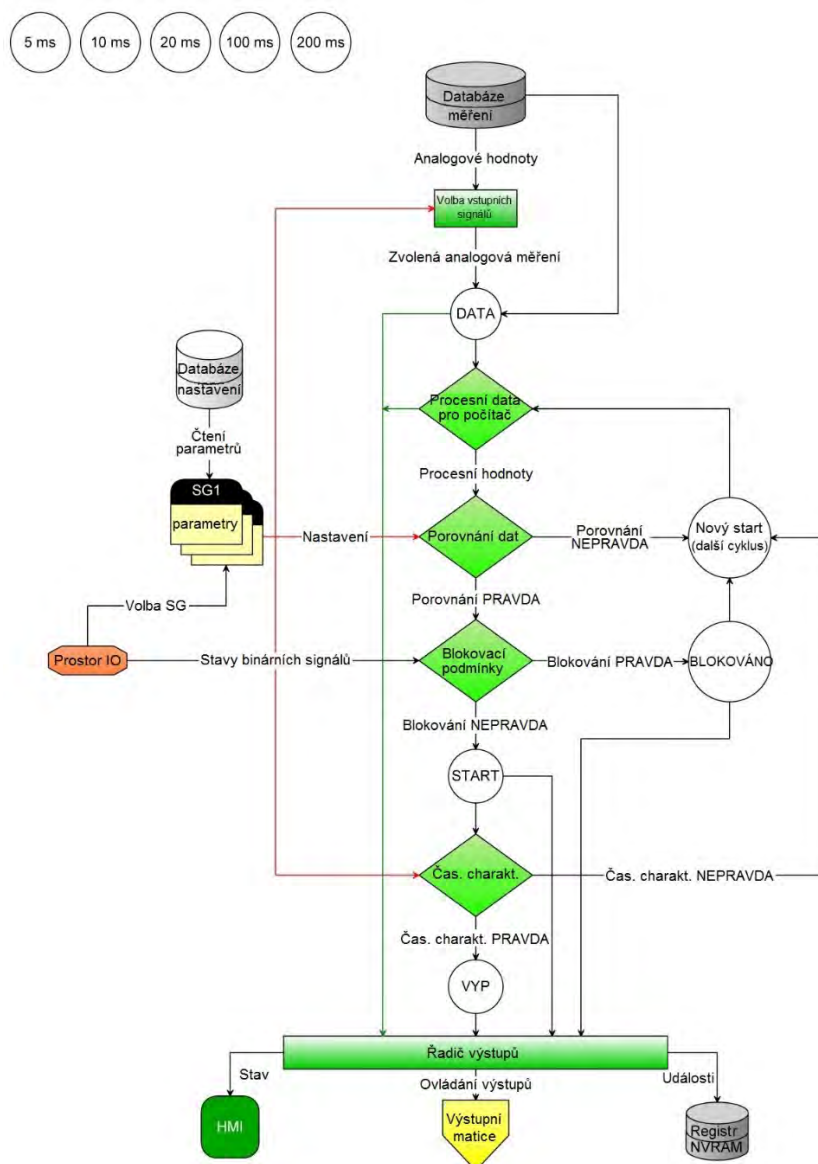 5 ms
10 ms
20 ms
100 ms
200 ms
Databáze
měření
Analogové hodnoty
Volba vstupních
signálů
Zvolená analogová měření
DATA
Databáze
nastavení
Procesní data
pro počítač
Čtení
parametrů
Procesní hodnoty
SG1
parametry
Nastavení
Porovnání dat
Porovnání
NEPRAVDA
Nový start
(další cyklus)
Porovnání PRAVDA
Volba SG
Prostor IO
Stavy binárních signálů
Blokovací
podmínky
Blokování PRAVDA
BLOKOVÁNO
Blokování NEPRAVDA
START
Čas. charakt.
Čas. charakt. NEPRAVDA
Čas. charakt. PRAVDA
VYP
Řadič výstupů
Stav
Ovládání výstupů
Události
HMI
Výstupní
matice
Registr
NVRAM